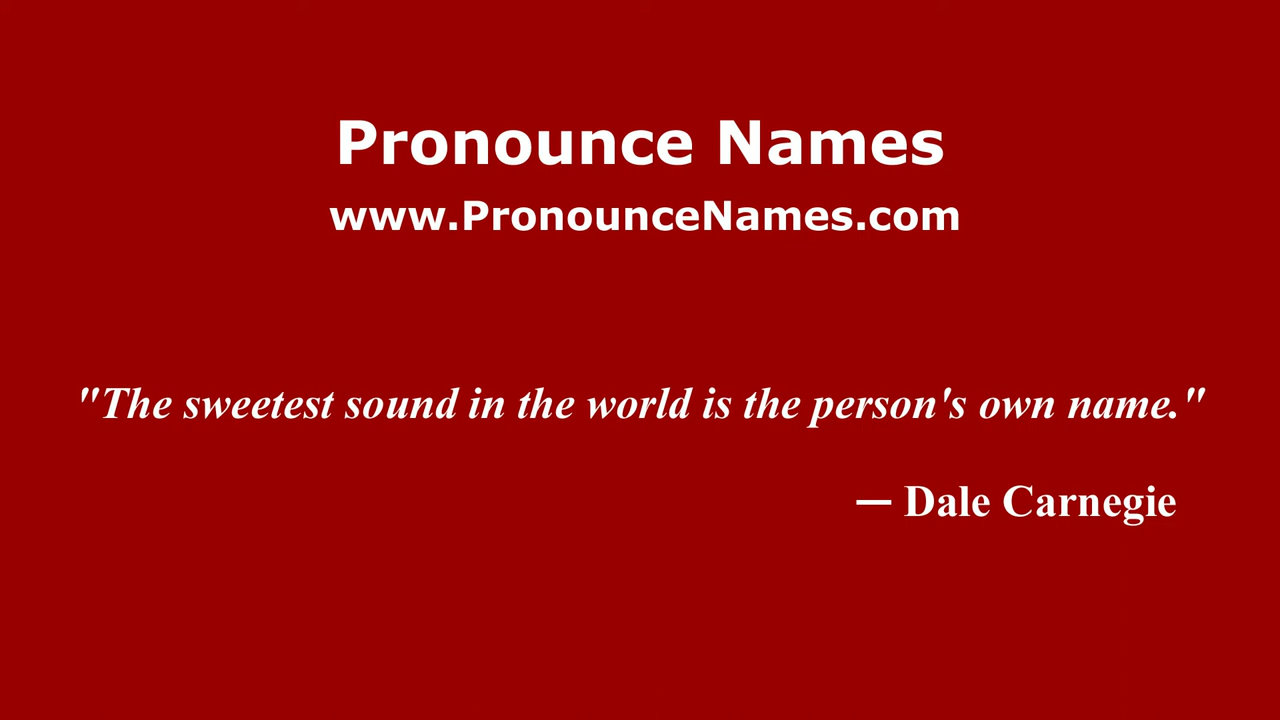 Pronounce Names
www.PronounceNames.com
"The sweetest sound in the world is the person's own name."
— Dale Carnegie